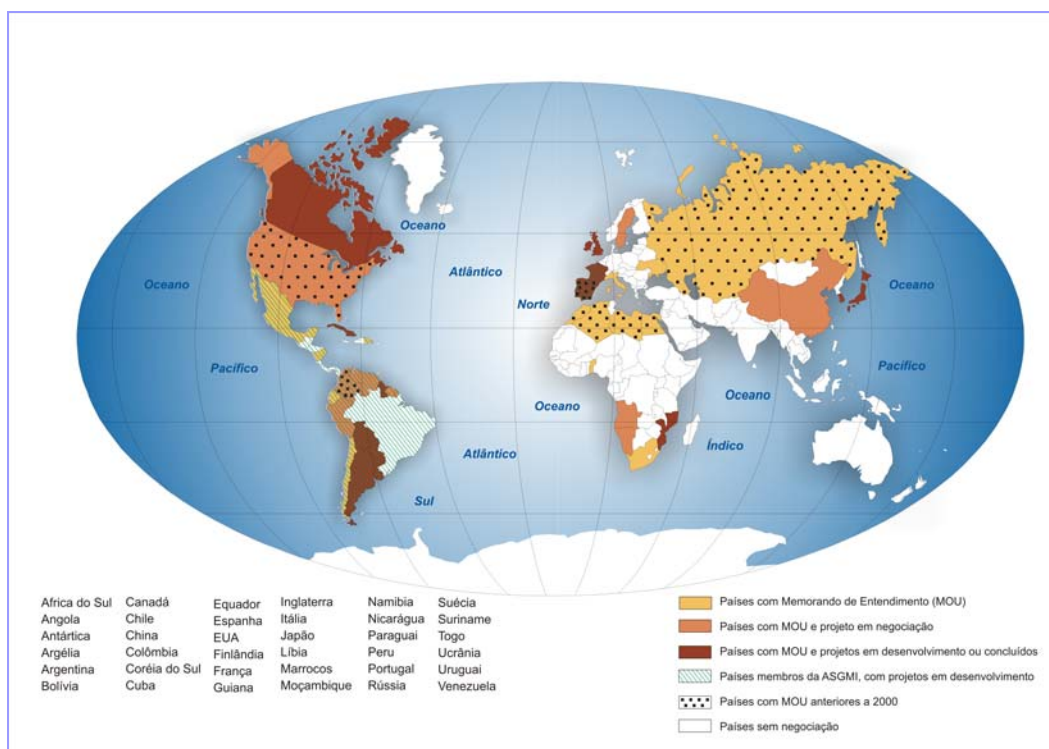 Oceano
Oceano
Atlântico
Norte
Oceano
Pacífico
Oceano
Oceano
Pacífico
Atlântico
Índico
Sul
Africa do Sul
Angola
Antártica
Argélia
Argentina
Bolívia
Canadá
Chile
China
Colômbia
Coréia do Sul
Cuba
Equador
Espanha
EUA
Finlândia
França
Guiana
Inglaterra
Itália
Japão
Líbia
Marrocos
Moçambique
Namibia
Nicarágua
Paraguai
Peru
Portugal
Rússia
Suécia
Suriname
Togo
Ucrânia
Uruguai
Venezuela
Países com Memorando de Entendimento (MOU)
Países com MOU e projeto em negociação
Países com MOU e projetos em desenvolvimento ou concluídos
Países membros da ASGMI, com projetos em desenvolvimento
Países com MOU anteriores a 2000
Países sem negociação